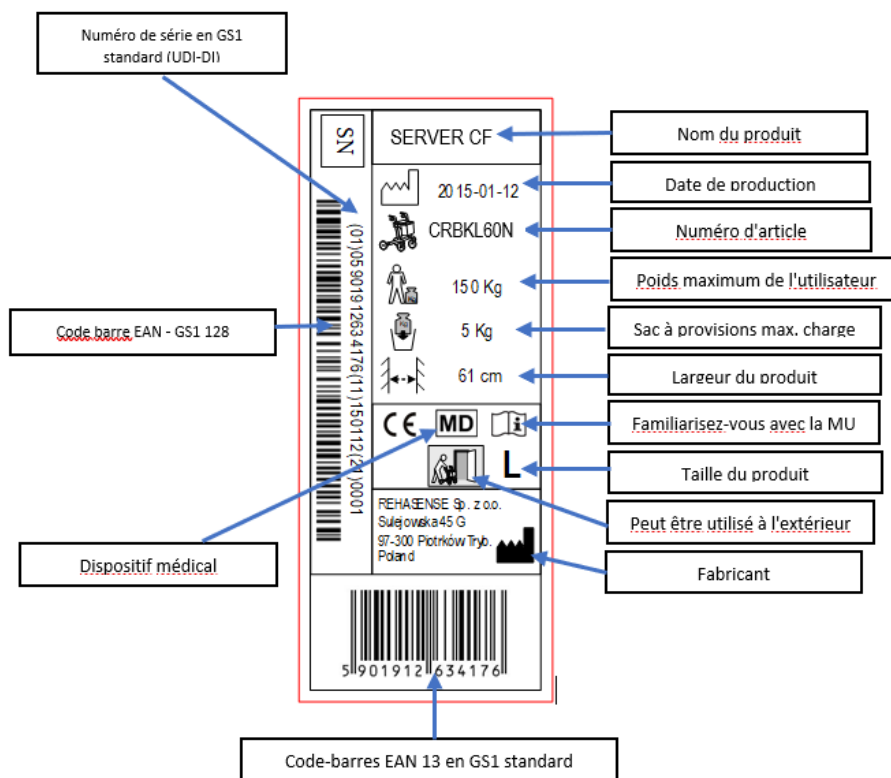 Numéro de série en GS1
standard (UDI-DI)
SN
SERVER CF
Nom du produit
2015-01-12
Date de production
CRBKL60N
Numéro d'article
150 Kg
Poids maximum de l'utilisateur
(01)05901912634176(11)150112(21)0001
Code barre EAN - GS1 128
5 Kg
Sac à provisions max. charge
61 cm
Largeur du produit
CE MD i
Familiarisez-vous avec la MU
L
Taille du produit
Peut être utilisé à l'extérieur
REHASENSE Sp. z o.o.
Sulejowska 45 G
97-300 Piotrków Tryb.
Poland
Dispositif médical
Fabricant
5 901912 634176
Code-barres EAN 13 en GS1 standard